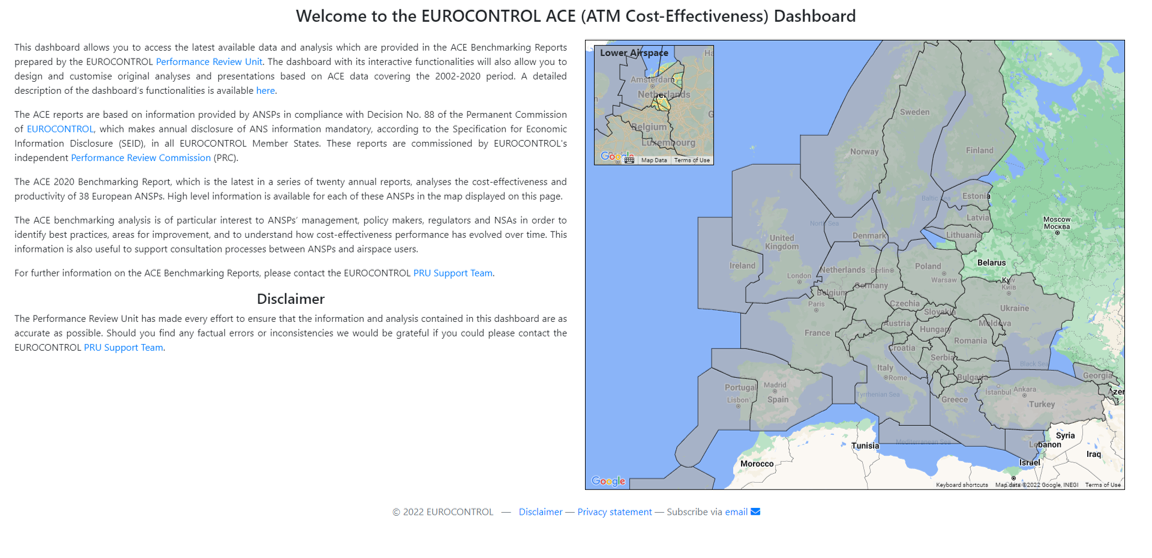 Welcome to the EUROCONTROL ACE (ATM Cost-Effectiveness) Dashboard
This dashboard allows you to access the latest available data and analysis which are provided in the ACE Benchmarking Reports
prepared by the EUROCONTROL Performance Review Unit. The dashboard with its interactive functionalities will also allow you to
design and customise original analyses and presentations based on ACE data covering the 2002-2020 period. A detailed
description of the dashboard's functionalities is available here.
The ACE reports are based on information provided by ANSPs in compliance with Decision No. 88 of the Permanent Commission
of EUROCONTROL, which makes annual disclosure of ANS information mandatory, according to the Specification for Economic
Information Disclosure (SEID), in all EUROCONTROL Member States. These reports are commissioned by EUROCONTROL's
independent Performance Review Commission (PRC).
The ACE 2020 Benchmarking Report, which is the latest in a series of twenty annual reports, analyses the cost-effectiveness and
productivity of 38 European ANSPs. High level information is available for each of these ANSPs in the map displayed on this page.
The ACE benchmarking analysis is of particular interest to ANSPs' management, policy makers, regulators and NSAs in order to
identify best practices, areas for improvement, and to understand how cost-effectiveness performance has evolved over time. This
information is also useful to support consultation processes between ANSPs and airspace users.
For further information on the ACE Benchmarking Reports, please contact the EUROCONTROL PRU Support Team.
Disclaimer
The Performance Review Unit has made every effort to ensure that the information and analysis contained in this dashboard are as
accurate as possible. Should you find any factual errors or inconsistencies we would be grateful if you could please contact the
EUROCONTROL PRU Support Team.
Lower Airspace
Amsterdam
Netherlands
Belgium
Luxembourg
Google
Map Data
Terms of Use
Sweden
Norway
Finland
Estonia
Latvia
Lithuania
Moscow
Москва
North Sea
Baltic Sea
Denmark
United
Kingdom
Ireland
London
Netherlands
Berlin
Poland
Warsaw
Belarus
Belgium
Germany
Paris
Czechia
Slovakia
Ky
Kiev
Ukraine
Austria
Hungary
Moldova
France
Croatia
Romania
Serbia
Italy
Rome
Bulgaria
Black Sea
Georgia
Azer
Portugal
Lisbon
Madrid
Spain
Tyrrhenian Sea
Greece
Istanbul
Ankara
Turkey
Mediterranean Sea
Tunisia
Morocco
Syria
Lebanon
Israel
Iraq
Google
Keyboard shortcuts
Map data ©2022 Google, INEGI
Terms of Use
© 2022 EUROCONTROL — Disclaimer — Privacy statement — Subscribe via email